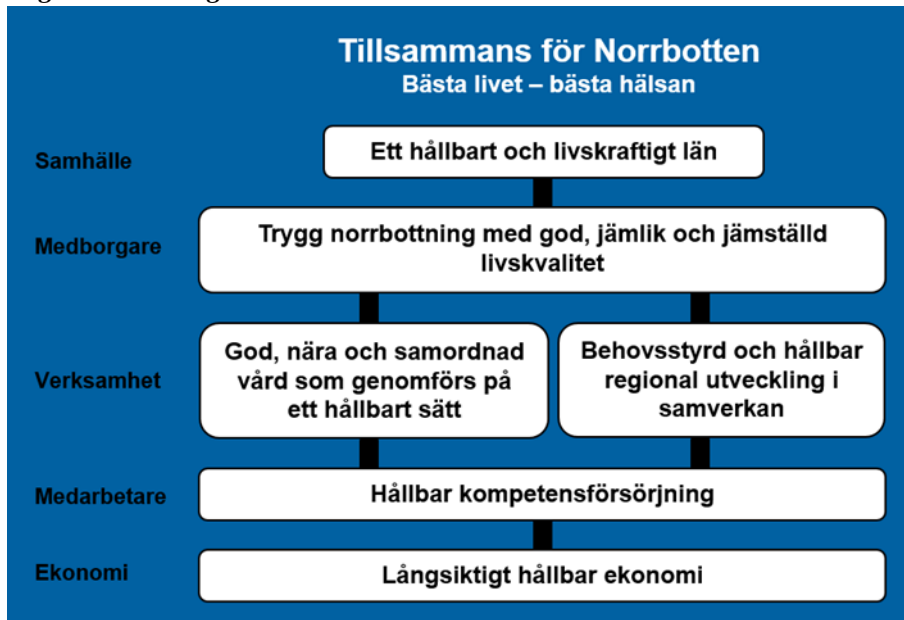 Tillsammans för Norrbotten
Bästa livet – bästa hälsan
Samhälle
Ett hållbart och livskraftigt län
Medborgare
Trygg norrbottning med god, jämlik och jämställd
livskvalitet
Verksamhet
God, nära och samordnad
vård som genomförs på
ett hållbart sätt
Behovsstyrd och hållbar
regional utveckling i
samverkan
Medarbetare
Hållbar kompetensförsörjning
Ekonomi
Långsiktigt hållbar ekonomi